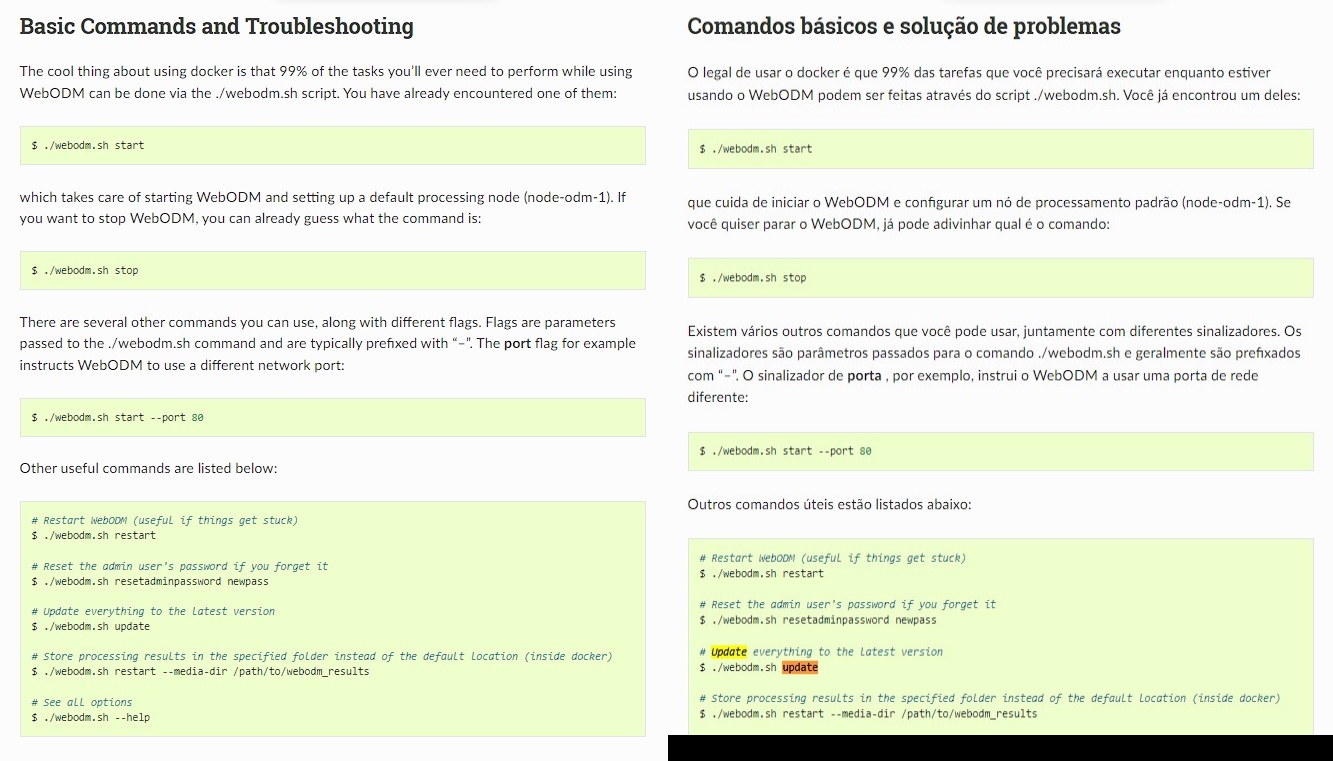 Basic Commands and Troubleshooting
The cool thing about using docker is that 99% of the tasks you'll ever need to perform while using
WebODM can be done via the ./webodm.sh script. You have already encountered one of them:
$ ./webodm.sh start
which takes care of starting WebODM and setting up a default processing node (node-odm-1). If
you want to stop WebODM, you can already guess what the command is:
$ ./webodm.sh stop
There are several other commands you can use, along with different flags. Flags are parameters
passed to the ./webodm.sh command and are typically prefixed with “–”. The port flag for example
instructs WebODM to use a different network port:
$ ./webodm.sh start --port 80
Other useful commands are listed below:
# Restart WebODM (useful if things get stuck)
$ ./webodm.sh restart
# Reset the admin user's password if you forget it
$ ./webodm.sh resetadminpassword newpass
# Update everything to the latest version
$ ./webodm.sh update
# Store processing results in the specified folder instead of the default location (inside docker)
$ ./webodm.sh restart --media-dir /path/to/webodm_results
# See all options
$ ./webodm.sh --help
Comandos básicos e solução de problemas
O legal de usar o docker é que 99% das tarefas que você precisará executar enquanto estiver
usando o WebODM podem ser feitas através do script ./webodm.sh. Você já encontrou um deles:
$ ./webodm.sh start
que cuida de iniciar o WebODM e configurar um nó de processamento padrão (node-odm-1). Se
você quiser parar o WebODM, já pode adivinhar qual é o comando:
$ ./webodm.sh stop
Existem vários outros comandos que você pode usar, juntamente com diferentes sinalizadores. Os
sinalizadores são parâmetros passados para o comando ./webodm.sh e geralmente são prefixados
com “–”. O sinalizador de porta , por exemplo, instrui o WebODM a usar uma porta de rede
diferente:
$ ./webodm.sh start --port 80
Outros comandos úteis estão listados abaixo:
# Restart WebODM (useful if things get stuck)
$ ./webodm.sh restart
# Reset the admin user's password if you forget it
$ ./webodm.sh resetadminpassword newpass
# Update everything to the latest version
$ ./webodm.sh update
# Store processing results in the specified folder instead of the default location (inside docker)
$ ./webodm.sh restart --media-dir /path/to/webodm_results